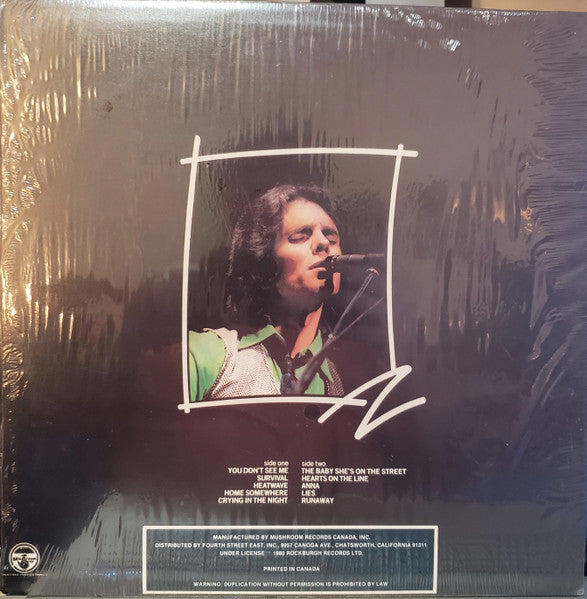 side one
YOU DON'T SEE ME
SURVIVAL
HEATWAVE
HOME SOMEWHERE
CRYING IN THE NIGHT
side two
THE BABY SHE'S ON THE STREET
HEARTS ON THE LINE
ANNA
LIES
RUNAWAY
MANUFACTURED BY MUSHROOM RECORDS CANADA, INC.
DISTRIBUTED BY FOURTH STREET EAST, INC., 9957 CANOGA AVE., CHATSWORTH, CALIFORNIA 91311
UNDER LICENSE ℗ 1980 ROCKBURGH RECORDS LTD.
PRINTED IN CANADA
WARNING: DUPLICATION WITHOUT PERMISSION IS PROHIBITED BY LAW